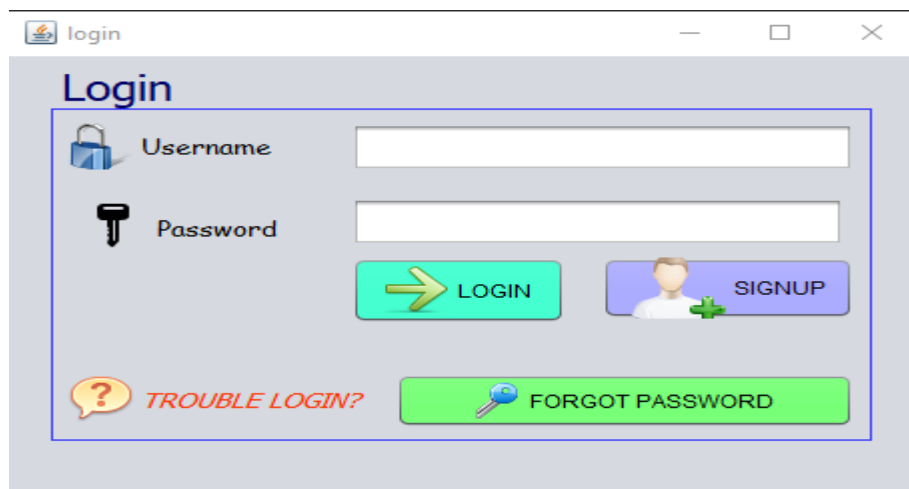 login
Login
Username
Password
LOGIN SIGNUP
TROUBLE LOGIN? FORGOT PASSWORD